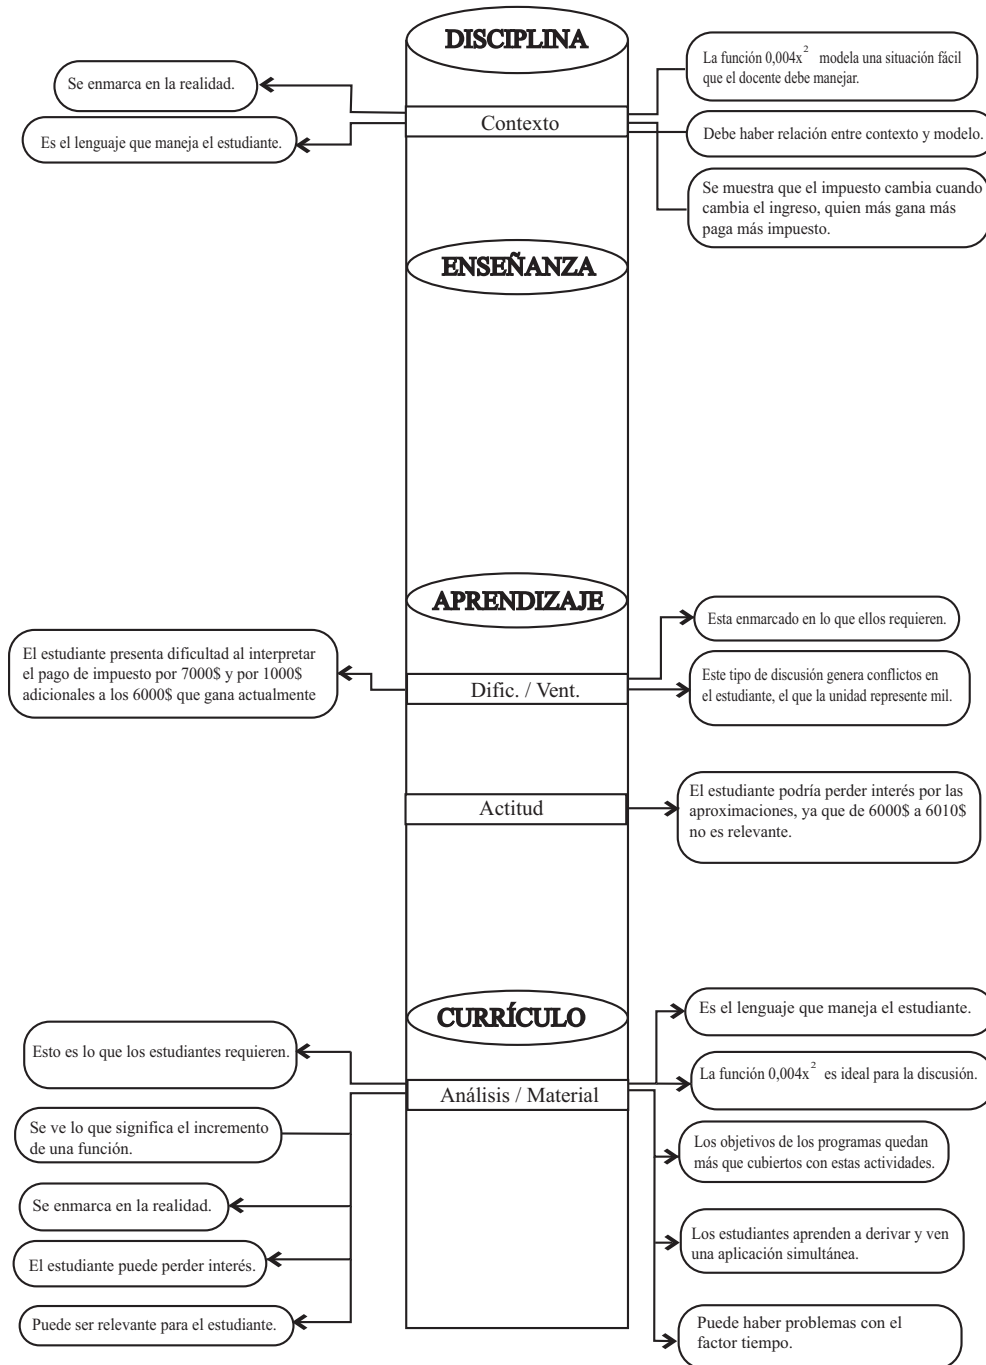 DISCIPLINA
Se enmarca en la realidad.
Es el lenguaje que maneja el estudiante.
Contexto
La función 0,004x² modela una situación fácil
que el docente debe manejar.
Debe haber relación entre contexto y modelo.
Se muestra que el impuesto cambia cuando
cambia el ingreso, quien más gana más
paga más impuesto.
ENSEÑANZA
APRENDIZAJE
El estudiante presenta dificultad al interpretar
el pago de impuesto por 7000$ y por 1000$
adicionales a los 6000$ que gana actualmente
Dific. / Vent.
Esta enmarcado en lo que ellos requieren.
Este tipo de discusión genera conflictos en
el estudiante, el que la unidad represente mil.
Actitud
El estudiante podría perder interés por las
aproximaciones, ya que de 6000$ a 6010$
no es relevante.
CURRÍCULO
Esto es lo que los estudiantes requieren.
Se ve lo que significa el incremento
de una función.
Se enmarca en la realidad.
El estudiante puede perder interés.
Puede ser relevante para el estudiante.
Análisis / Material
Es el lenguaje que maneja el estudiante.
La función 0,004x² es ideal para la discusión.
Los objetivos de los programas quedan
más que cubiertos con estas actividades.
Los estudiantes aprenden a derivar y ven
una aplicación simultánea.
Puede haber problemas con el
factor tiempo.